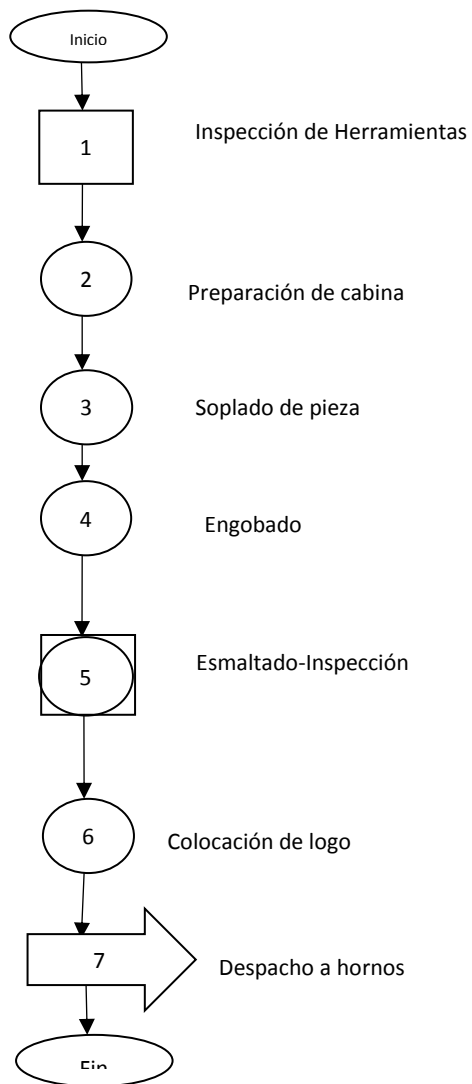 Inicio
1
Inspección de Herramientas
2
Preparación de cabina
3
Soplado de pieza
4
Engobado
5
Esmaltado-Inspección
6
Colocación de logo
7
Despacho a hornos
Fin